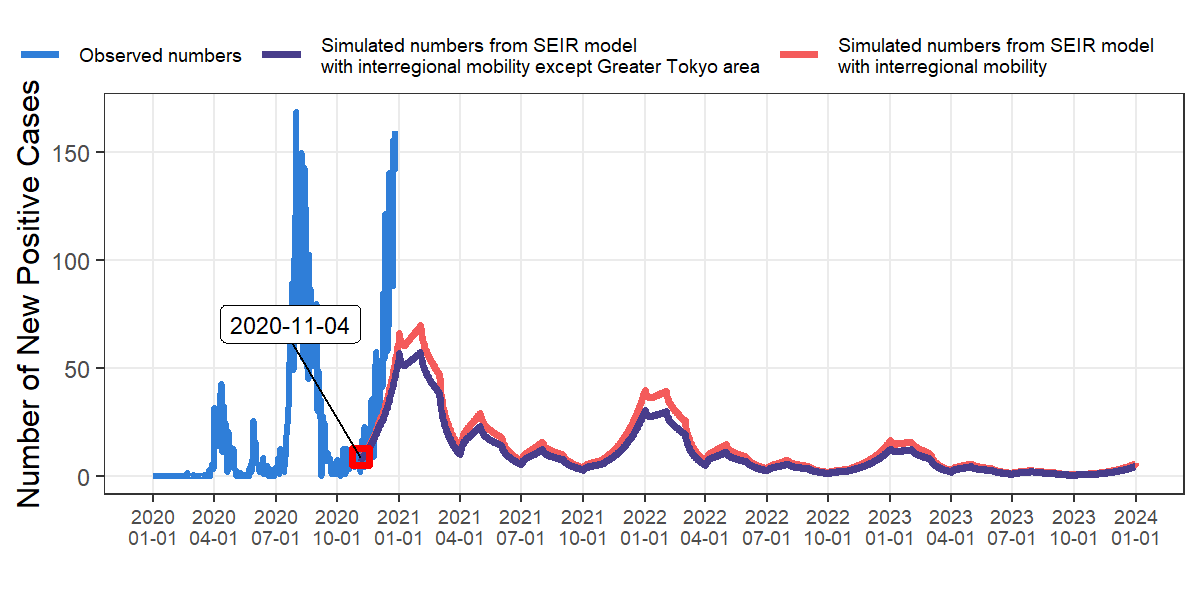 Observed numbers
Simulated numbers from SEIR model
with interregional mobility except Greater Tokyo area
Simulated numbers from SEIR model
with interregional mobility
Number of New Positive Cases
150
100
50
0
2020-11-04
2020 2020 2020 2020 2021 2021 2021 2021 2022 2022 2022 2022 2023 2023 2023 2023 2024
01-01 04-01 07-01 10-01 01-01 04-01 07-01 10-01 01-01 04-01 07-01 10-01 01-01 04-01 07-01 10-01 01-01